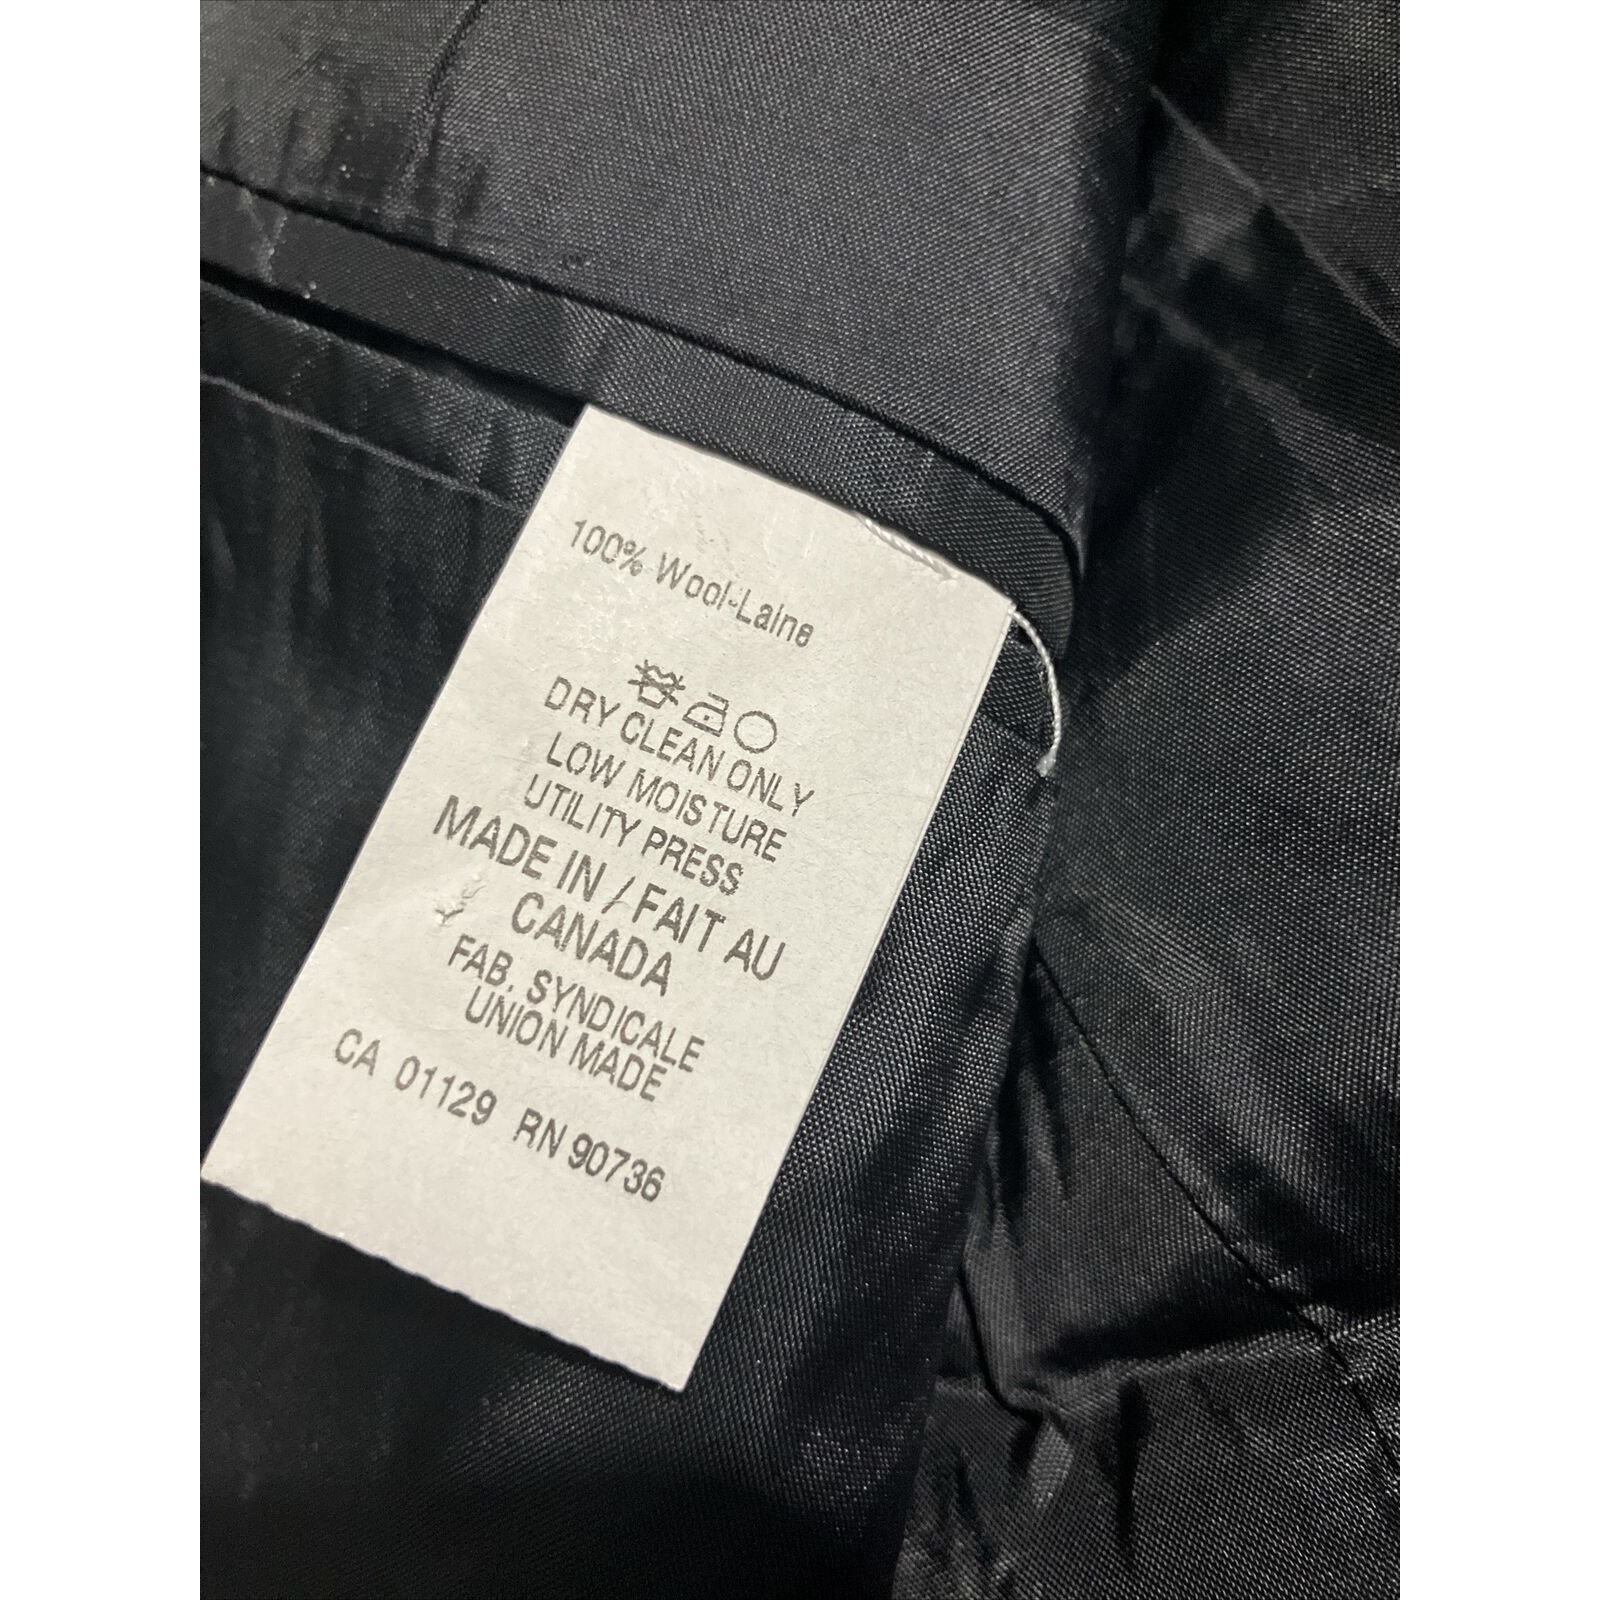 100% Wool-Laine
DRY CLEAN ONLY
LOW MOISTURE
UTILITY PRESS
MADE IN / FAIT AU
CANADA
FAB. SYNDICALE
UNION MADE
CA 01129 RN 90736